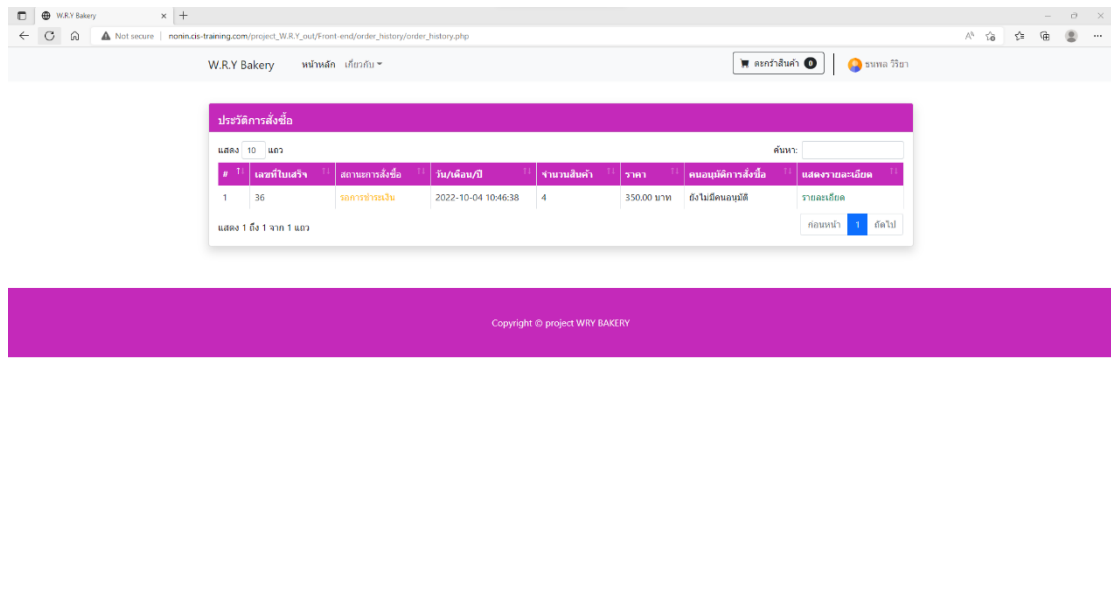 W.R.Y Bakery
Not secure | nonin.cis-training.com/project_W.R.Y_out/Front-end/order_history/order_history.php
W.R.Y Bakery หน้าหลัก เกี่ยวกับ ตะกร้าสินค้า 0 ธนพล วิริยา
ประวัติการสั่งซื้อ
แสดง 10 แถว ค้นหา:
# เลขที่ใบเสร็จ สถานะการสั่งซื้อ วัน/เดือน/ปี จำนวนสินค้า ราคา คนอนุมัติการสั่งซื้อ แสดงรายละเอียด
1 36 รอการชำระเงิน 2022-10-04 10:46:38 4 350.00 บาท ยังไม่มีคนอนุมัติ รายละเอียด
แสดง 1 ถึง 1 จาก 1 แถว ก่อนหน้า 1 ถัดไป
Copyright © project WRY BAKERY